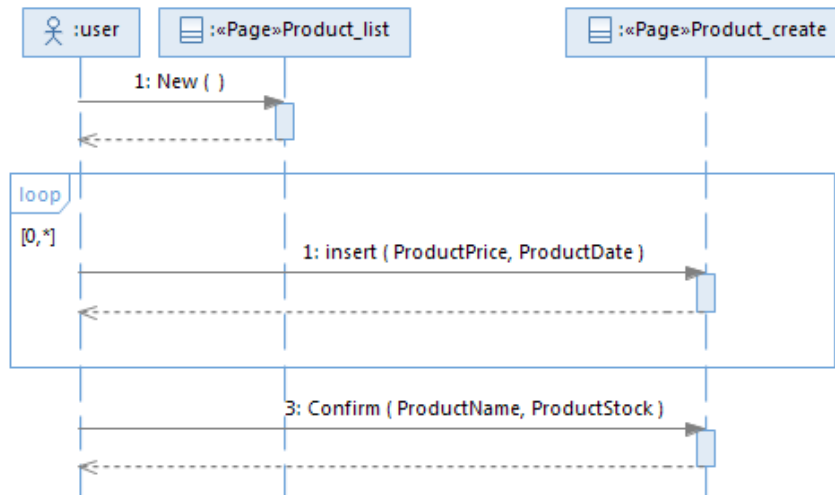 :user
:«Page»Product_list
:«Page»Product_create
1: New ( )
loop
[0,*]
1: insert ( ProductPrice, ProductDate )
3: Confirm ( ProductName, ProductStock )